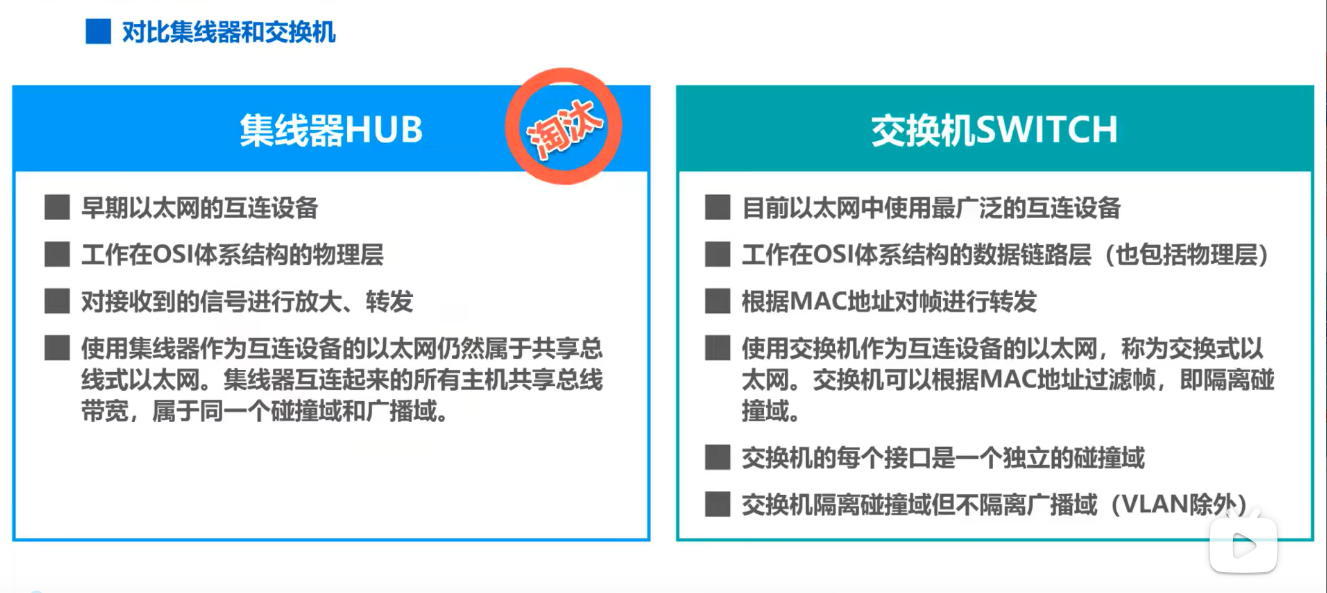 对比集线器和交换机
集线器HUB
淘汰
早期以太网的互连设备
工作在OSI体系结构的物理层
对接收到的信号进行放大、转发
使用集线器作为互连设备的以太网仍然属于共享总
线式以太网。集线器互连起来的所有主机共享总线
带宽，属于同一个碰撞域和广播域。
交换机SWITCH
目前以太网中使用最广泛的互连设备
工作在OSI体系结构的数据链路层（也包括物理层）
根据MAC地址对帧进行转发
使用交换机作为互连设备的以太网，称为交换式以
太网。交换机可以根据MAC地址过滤帧，即隔离碰
撞域。
交换机的每个接口是一个独立的碰撞域
交换机隔离碰撞域但不隔离广播域（VLAN除外）